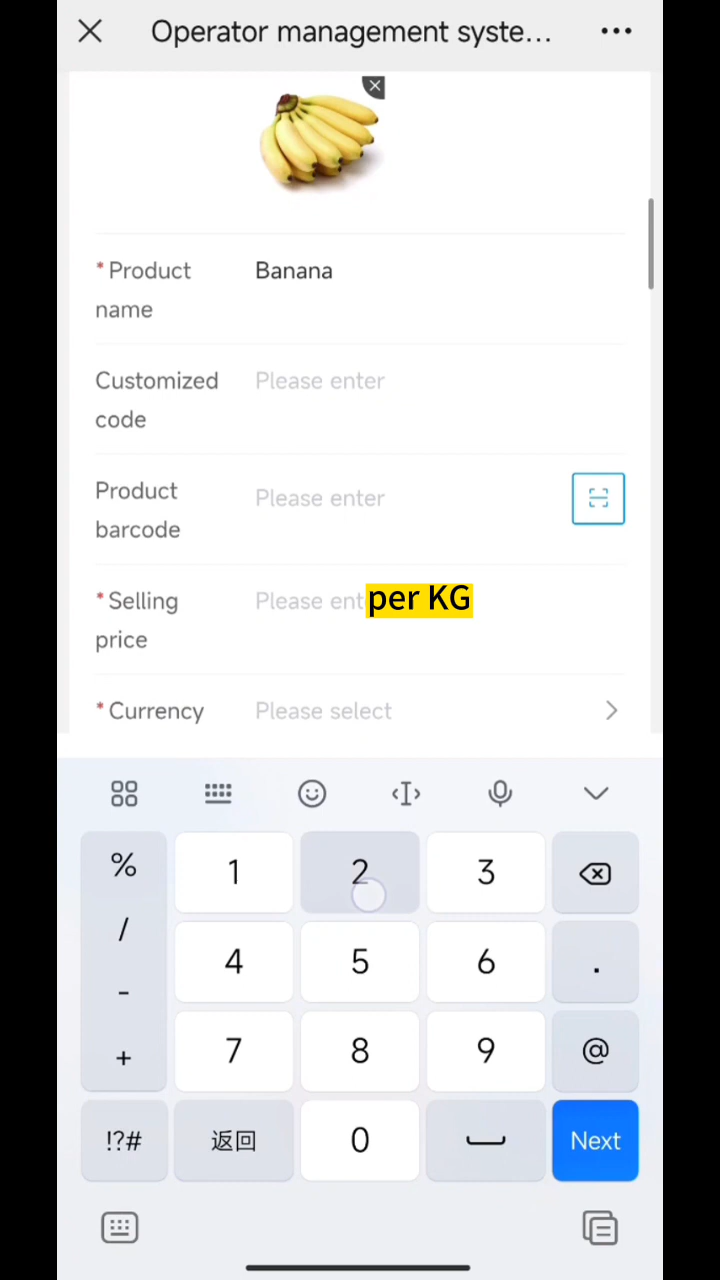 Operator management syste...
* Product name
Banana
Customized code
Please enter
Product barcode
Please enter
* Selling price
Please ent
per KG
* Currency
Please select
% 1 2 3
/
4 5 6 .
-
7 8 9 @
+
!?# 返回 0 Next